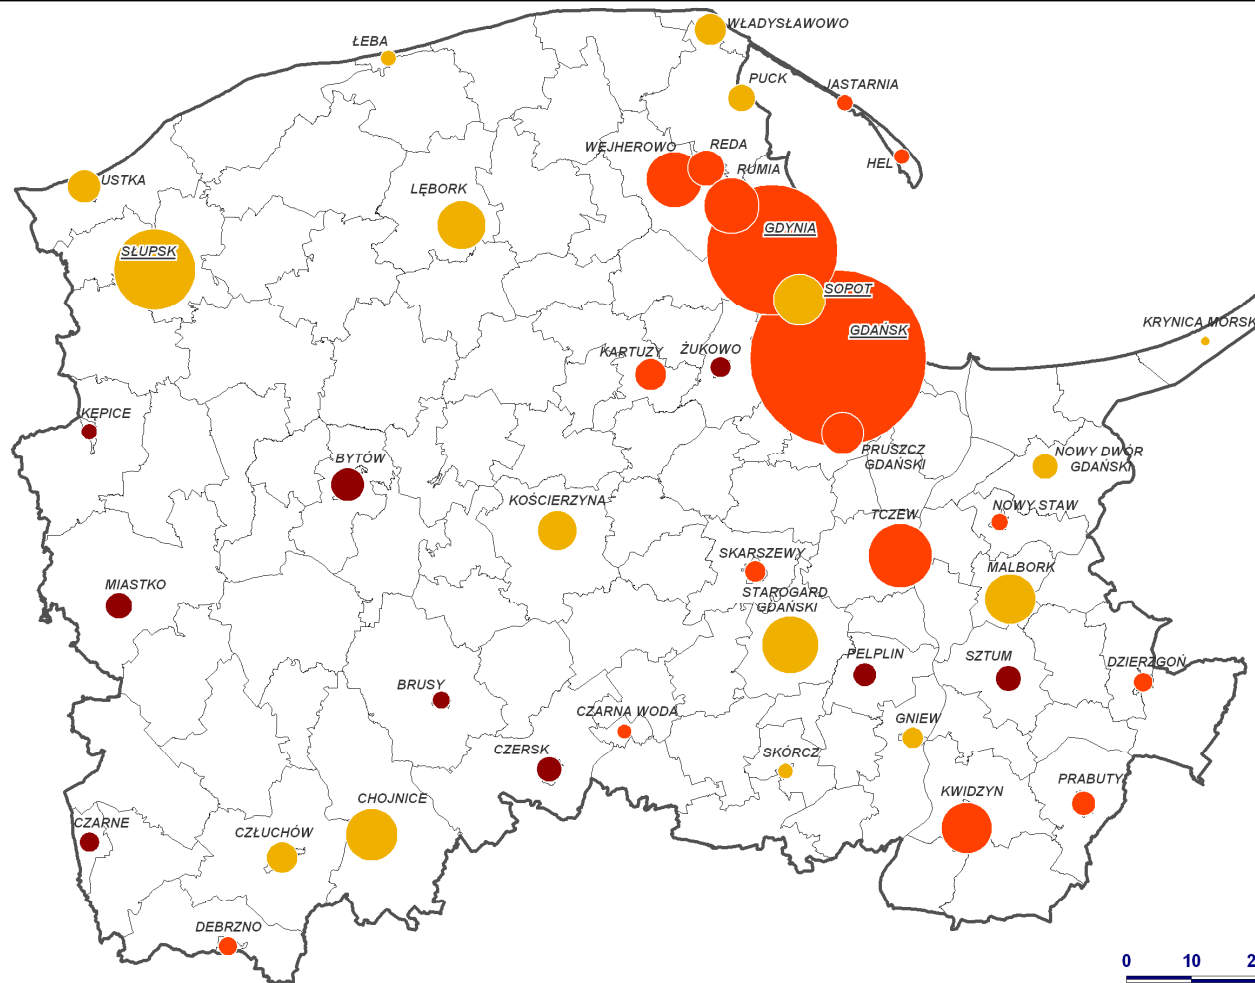 WŁADYSŁAWOWO
ŁEBA
PUCK
JASTARNIA
WEJHEROWO
REDA
HEL
RUMIA
USTKA
LĘBORK
GDYNIA
SŁUPSK
SOPOT
GDAŃSK
KRYNICA MORSK
KARTUZY
ŻUKOWO
KĘPICE
PRUSZCZ
GDAŃSKI
NOWY DWÓR
GDAŃSKI
BYTÓW
KOŚCIERZYNA
NOWY STAW
TCZEW
SKARSZEWY
MALBORK
MIASTKO
STAROGARD
GDAŃSKI
PELPLIN
SZTUM
DZIERZGOŃ
BRUSY
CZARNA WODA
GNIEW
CZERSK
SKÓRCZ
PRABUTY
KWIDZYN
CHOJNICE
CZARNE
CZŁUCHÓW
DEBRZNO
0 10 2